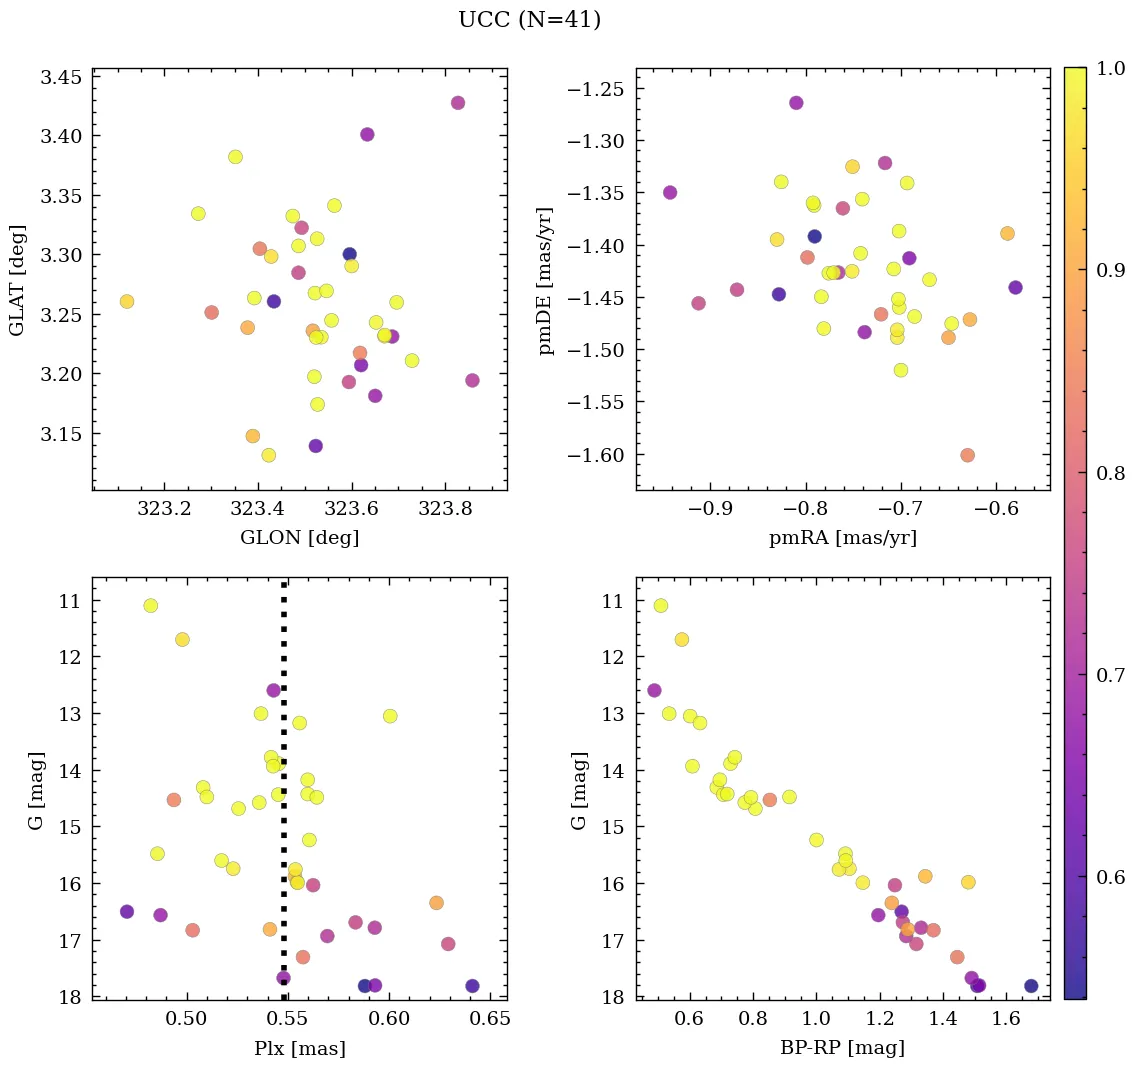 UCC (N=41)
3.45
3.40
3.35
3.30
3.25
3.20
3.15
GLAT [deg]
323.2 323.4 323.6 323.8
GLON [deg]
−1.25
−1.30
−1.35
−1.40
−1.45
−1.50
−1.55
−1.60
pmDE [mas/yr]
−0.9 −0.8 −0.7 −0.6
pmRA [mas/yr]
1.0
0.9
0.8
0.7
0.6
11
12
13
14
15
16
17
18
G [mag]
0.50 0.55 0.60 0.65
Plx [mas]
11
12
13
14
15
16
17
18
G [mag]
0.6 0.8 1.0 1.2 1.4 1.6
BP-RP [mag]